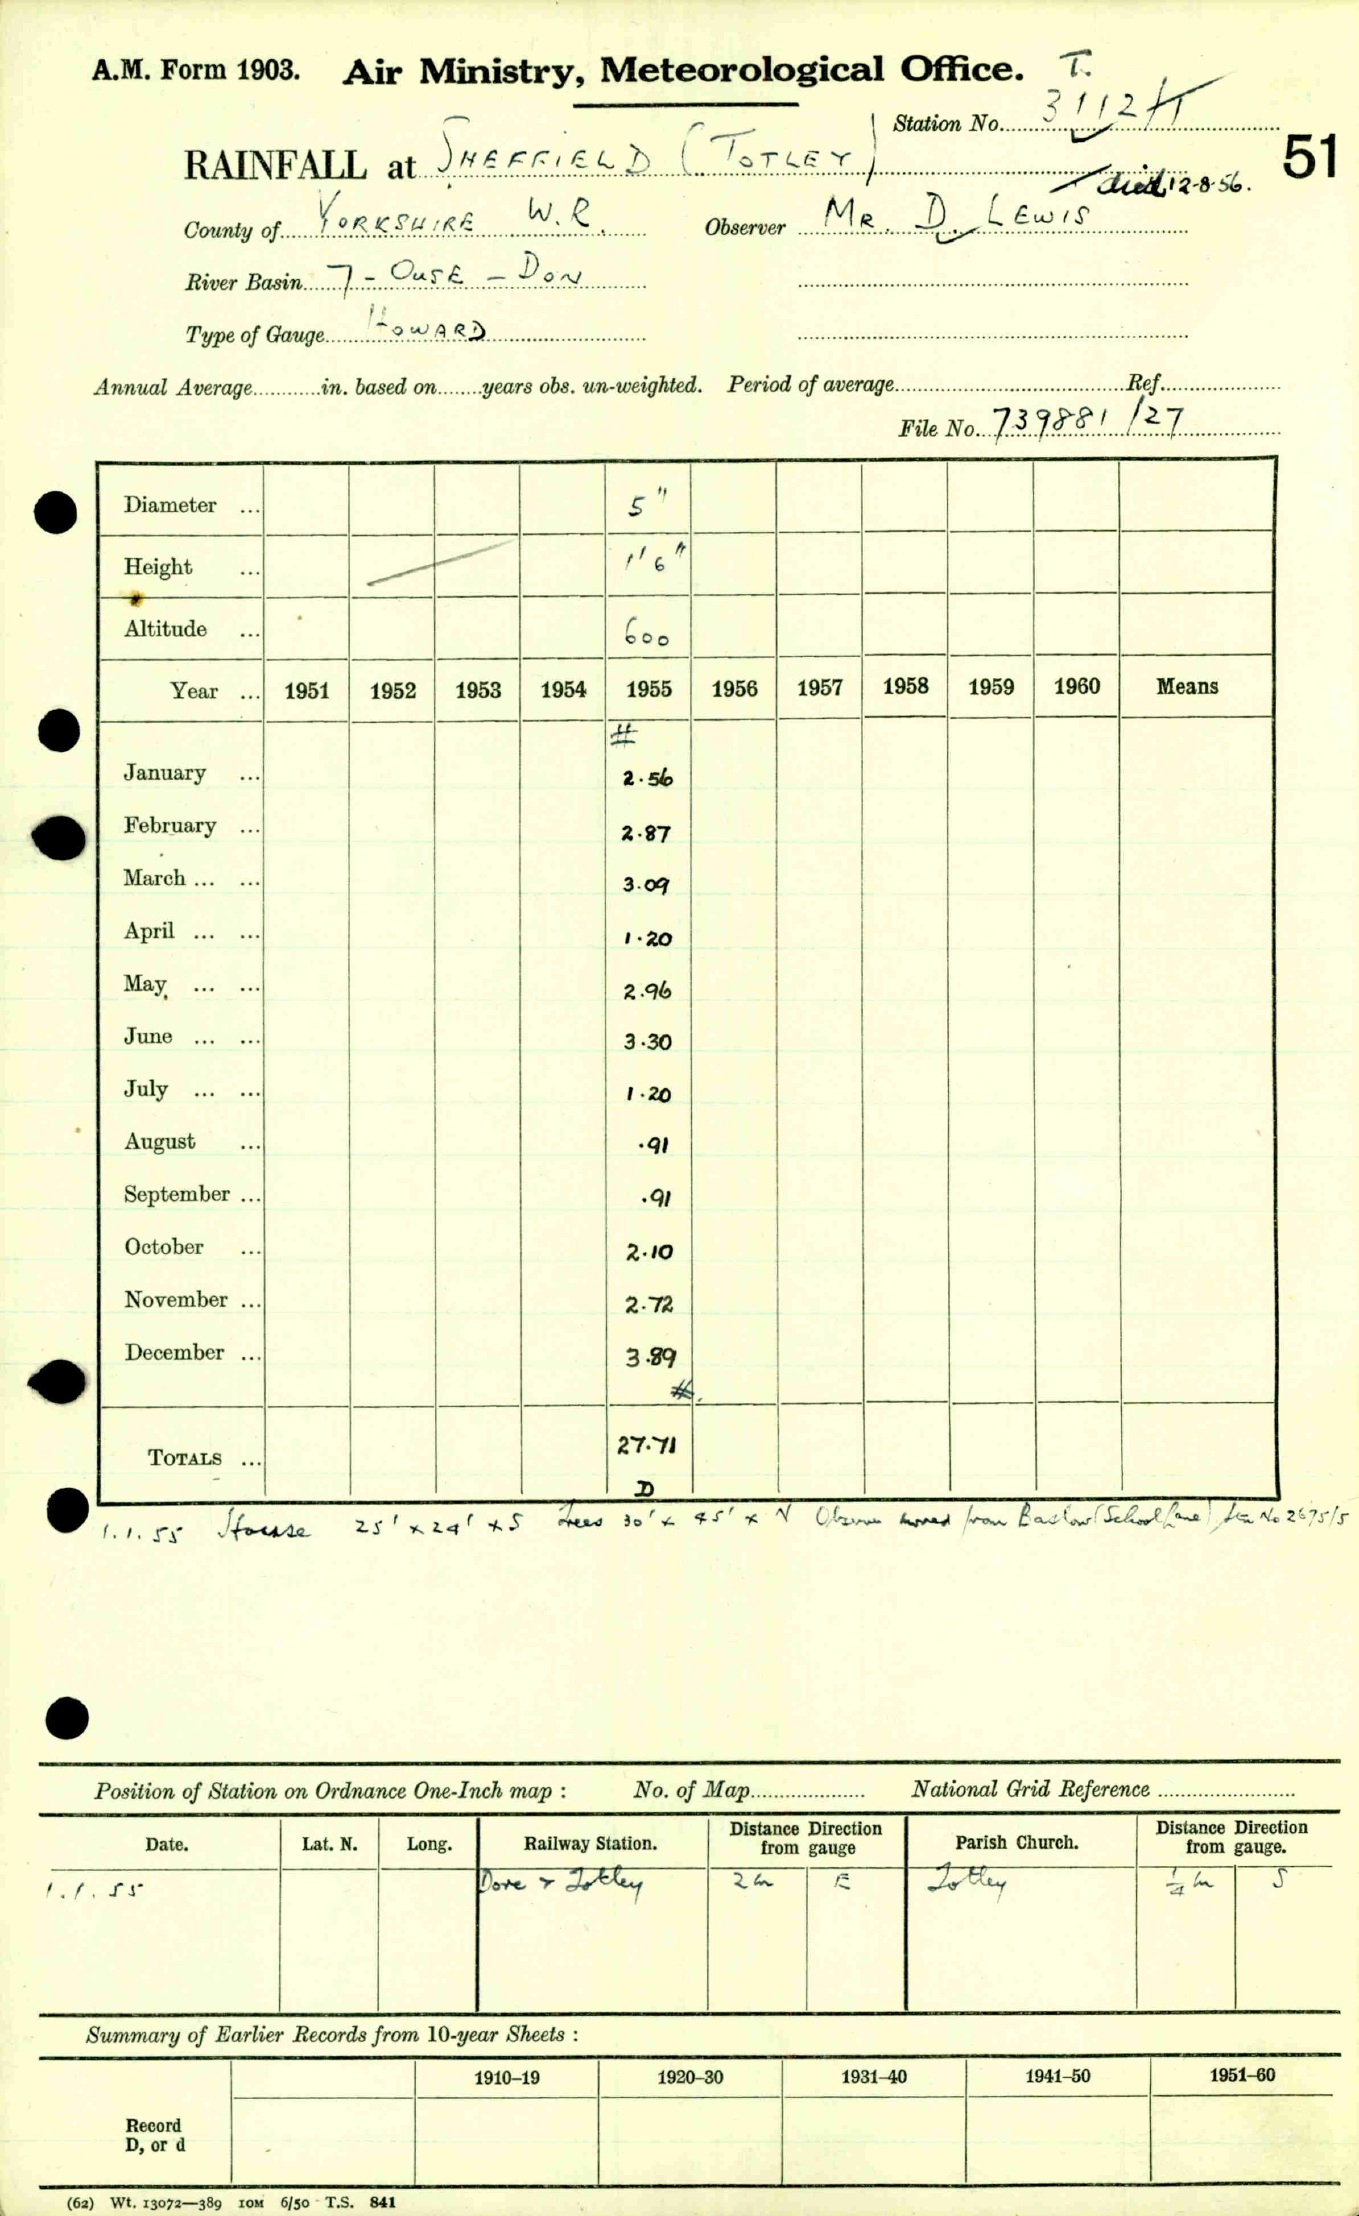 A.M. Form 1903. Air Ministry, Meteorological Office. T.
Station No. 3112/1
51
RAINFALL at SHEFFIELD (TOTLEY)
died 12-8-56.
County of YORKSHIRE W.R. Observer MR. D. LEWIS
River Basin 7 - OUSE - DON
Type of Gauge HOWARD
Annual Average............in. based on........years obs. un-weighted. Period of average............ Ref............
File No. 739881/27
Diameter ... 5"
Height ... 1' 6"
Altitude ... 600
Year ... 1951 1952 1953 1954 1955 1956 1957 1958 1959 1960 Means
#
January ... 2.56
February ... 2.87
March ... ... 3.09
April ... ... 1.20
May ... ... 2.96
June ... ... 3.30
July ... ... 1.20
August ... .91
September ... .91
October ... 2.10
November ... 2.72
December ... 3.89
#
TOTALS ... 27.71
D
1.1.55 House 25' x 24' x S Trees 30' x 45' x N Observer moved from Baslow (School Lane) Stn No 2675/5
Position of Station on Ordnance One-Inch map : No. of Map............ National Grid Reference ............
Date. Lat. N. Long. Railway Station. Distance Direction from gauge Parish Church. Distance Direction from gauge.
1.1.55 Dore & Totley 2m E Totley 1/4m S
Summary of Earlier Records from 10-year Sheets :
1910–19 1920–30 1931–40 1941–50 1951–60
Record
D, or d
(62) Wt. 13072—389 10M 6/50 T.S. 841